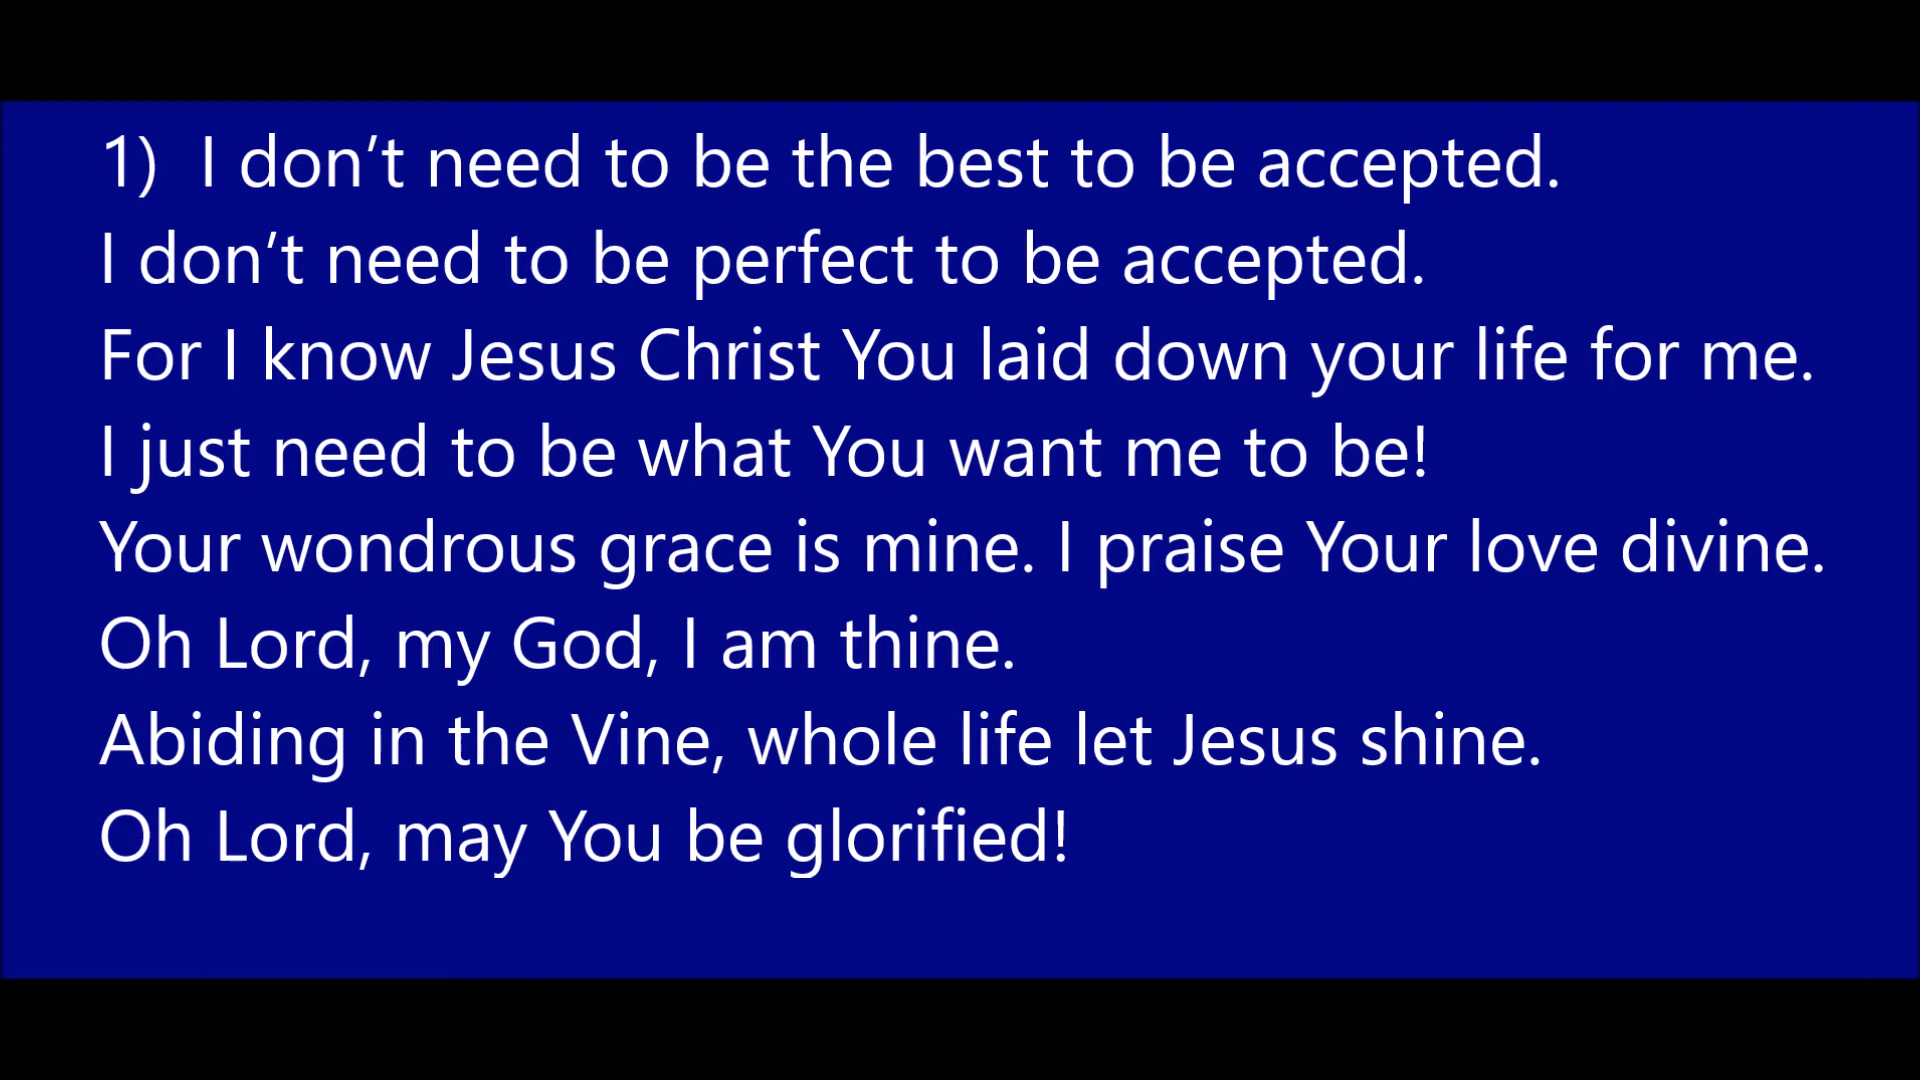 1) I don’t need to be the best to be accepted.
I don’t need to be perfect to be accepted.
For I know Jesus Christ You laid down your life for me.
I just need to be what You want me to be!
Your wondrous grace is mine. I praise Your love divine.
Oh Lord, my God, I am thine.
Abiding in the Vine, whole life let Jesus shine.
Oh Lord, may You be glorified!